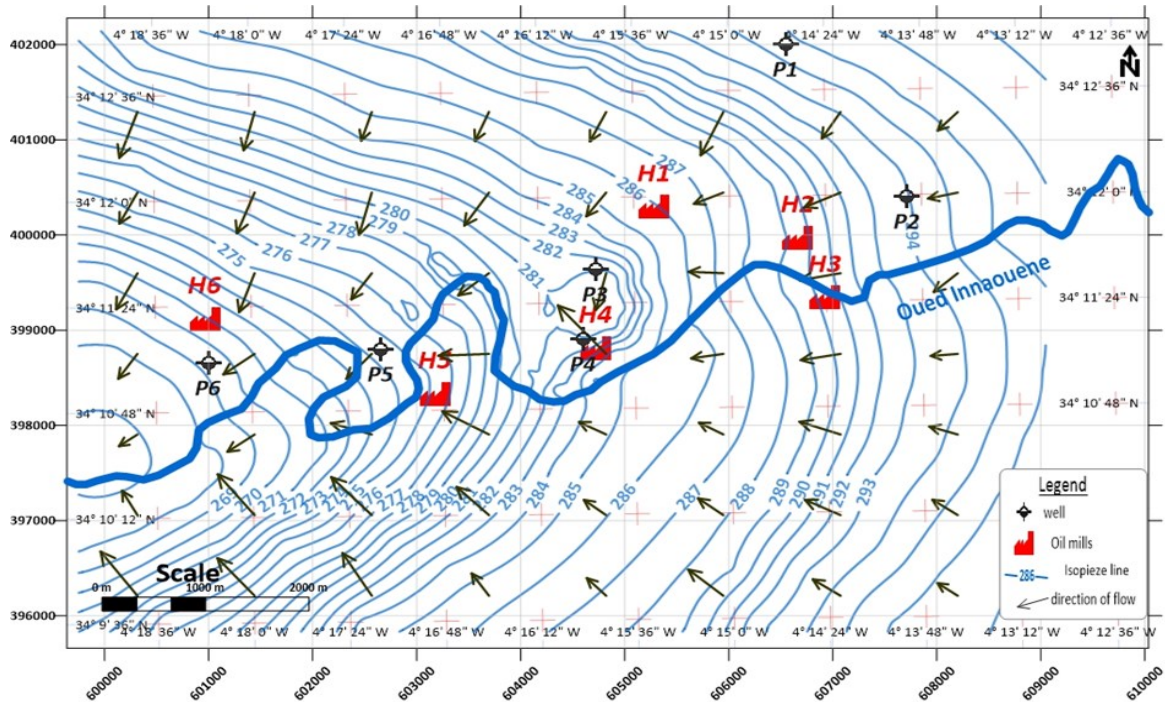 4° 18' 36" W 4° 18' 0" W 4° 17' 24" W 4° 16' 48" W 4° 16' 12" W 4° 15' 36" W 4° 15' 0" W 4° 14' 24" W 4° 13' 48" W 4° 13' 12" W 4° 12' 36" W
402000
N
P1
34° 12' 36" N
34° 12' 36" N
401000
287
H1
286
285
34° 12' 0" N
H2
P2
280
284
400000
279
278
283
277
282
276
275
281
H3
H6
P3
Oued Innaouene
34° 11' 24" N
H4
399000
P6
P5
H5
P4
34° 10' 48" N
34° 10' 48" N
398000
270 271 272 273 276 277 278 279 282 283 284 285 286 287 288 289 290 291 292 293
397000
34° 10' 12" N
Legend
well
Oil mills
286 Isopieze line
direction of flow
Scale
0 m 1000 m 2000 m
396000
34° 9' 36" N
4° 18' 36" W 4° 18' 0" W 4° 17' 24" W 4° 16' 48" W 4° 16' 12" W 4° 15' 36" W 4° 15' 0" W 4° 14' 24" W 4° 13' 48" W 4° 13' 12" W 4° 12' 36" W
600000 601000 602000 603000 604000 605000 606000 607000 608000 609000 610000